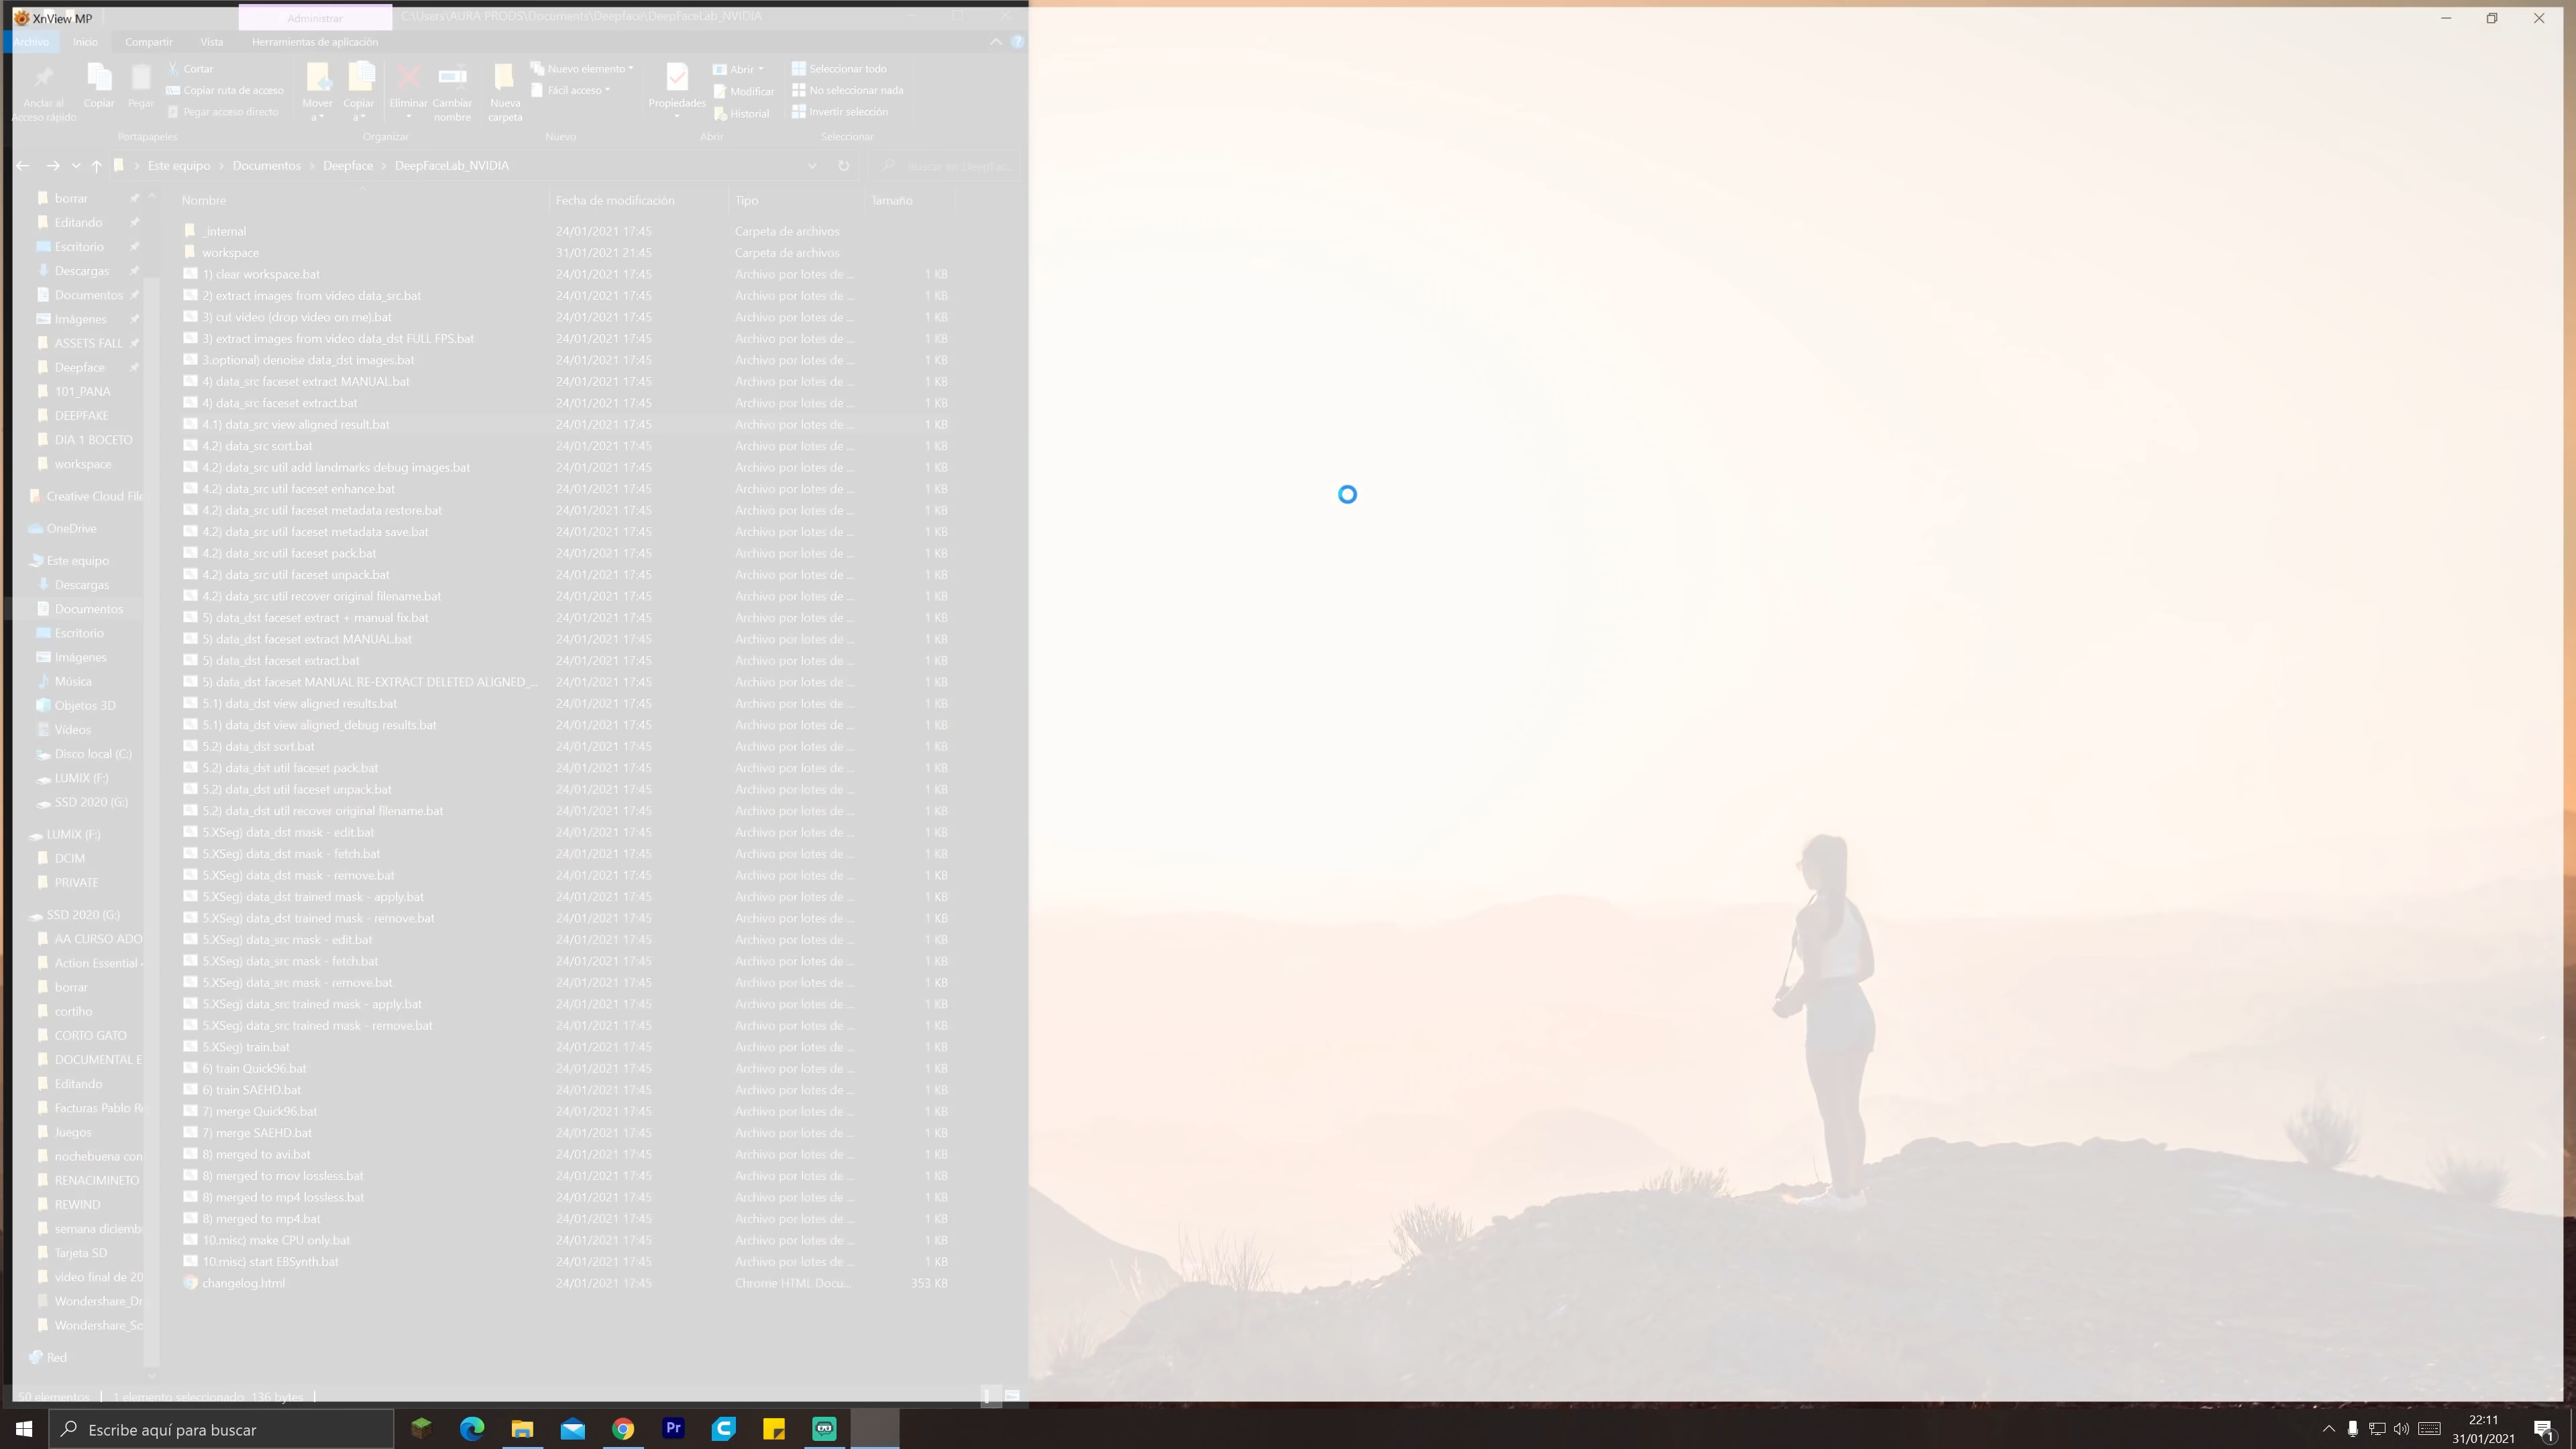 XnView MP
Administrar
C:\Users\AURA PRODS\Documents\Deepface\DeepFaceLab_NVIDIA
Archivo
Inicio
Compartir
Vista
Herramientas de aplicación
Anclar al
Acceso rápido
Copiar
Pegar
Cortar
Copiar ruta de acceso
Pegar acceso directo
Portapapeles
Mover
a
Copiar
a
Eliminar
Cambiar
nombre
Organizar
Nueva
carpeta
Nuevo elemento
Fácil acceso
Nuevo
Propiedades
Abrir
Modificar
Historial
Abrir
Seleccionar todo
No seleccionar nada
Invertir selección
Seleccionar
Este equipo > Documentos > Deepface > DeepFaceLab_NVIDIA
borrar
Editando
Escritorio
Descargas
Documentos
Imágenes
ASSETS FALL
Deepface
101_PANA
DEEPFAKE
DIA 1 BOCETO
workspace
Creative Cloud File
OneDrive
Este equipo
Descargas
Documentos
Escritorio
Imágenes
Música
Objetos 3D
Vídeos
Disco local (C:)
LUMIX (F:)
SSD 2020 (G:)
LUMIX (F:)
DCIM
PRIVATE
SSD 2020 (G:)
AA CURSO ADO
Action Essential
borrar
cortiho
CORTO GATO
DOCUMENTAL E
Editando
Facturas Pablo R
Juegos
nochebuena con
RENACIMINETO
REWIND
semana diciemb
Tarjeta SD
video final de 20
Wondershare_Dr
Wondershare_Sc
Red
Nombre Fecha de modificación Tipo Tamaño
_internal 24/01/2021 17:45 Carpeta de archivos
workspace 31/01/2021 21:45 Carpeta de archivos
1) clear workspace.bat 24/01/2021 17:45 Archivo por lotes de ... 1 KB
2) extract images from video data_src.bat 24/01/2021 17:45 Archivo por lotes de ... 1 KB
3) cut video (drop video on me).bat 24/01/2021 17:45 Archivo por lotes de ... 1 KB
3) extract images from video data_dst FULL FPS.bat 24/01/2021 17:45 Archivo por lotes de ... 1 KB
3.optional) denoise data_dst images.bat 24/01/2021 17:45 Archivo por lotes de ... 1 KB
4) data_src faceset extract MANUAL.bat 24/01/2021 17:45 Archivo por lotes de ... 1 KB
4) data_src faceset extract.bat 24/01/2021 17:45 Archivo por lotes de ... 1 KB
4.1) data_src view aligned result.bat 24/01/2021 17:45 Archivo por lotes de ... 1 KB
4.2) data_src sort.bat 24/01/2021 17:45 Archivo por lotes de ... 1 KB
4.2) data_src util add landmarks debug images.bat 24/01/2021 17:45 Archivo por lotes de ... 1 KB
4.2) data_src util faceset enhance.bat 24/01/2021 17:45 Archivo por lotes de ... 1 KB
4.2) data_src util faceset metadata restore.bat 24/01/2021 17:45 Archivo por lotes de ... 1 KB
4.2) data_src util faceset metadata save.bat 24/01/2021 17:45 Archivo por lotes de ... 1 KB
4.2) data_src util faceset pack.bat 24/01/2021 17:45 Archivo por lotes de ... 1 KB
4.2) data_src util faceset unpack.bat 24/01/2021 17:45 Archivo por lotes de ... 1 KB
4.2) data_src util recover original filename.bat 24/01/2021 17:45 Archivo por lotes de ... 1 KB
5) data_dst faceset extract + manual fix.bat 24/01/2021 17:45 Archivo por lotes de ... 1 KB
5) data_dst faceset extract MANUAL.bat 24/01/2021 17:45 Archivo por lotes de ... 1 KB
5) data_dst faceset extract.bat 24/01/2021 17:45 Archivo por lotes de ... 1 KB
5) data_dst faceset MANUAL RE-EXTRACT DELETED ALIGNED_... 24/01/2021 17:45 Archivo por lotes de ... 1 KB
5.1) data_dst view aligned results.bat 24/01/2021 17:45 Archivo por lotes de ... 1 KB
5.1) data_dst view aligned_debug results.bat 24/01/2021 17:45 Archivo por lotes de ... 1 KB
5.2) data_dst sort.bat 24/01/2021 17:45 Archivo por lotes de ... 1 KB
5.2) data_dst util faceset pack.bat 24/01/2021 17:45 Archivo por lotes de ... 1 KB
5.2) data_dst util faceset unpack.bat 24/01/2021 17:45 Archivo por lotes de ... 1 KB
5.2) data_dst util recover original filename.bat 24/01/2021 17:45 Archivo por lotes de ... 1 KB
5.XSeg) data_dst mask - edit.bat 24/01/2021 17:45 Archivo por lotes de ... 1 KB
5.XSeg) data_dst mask - fetch.bat 24/01/2021 17:45 Archivo por lotes de ... 1 KB
5.XSeg) data_dst mask - remove.bat 24/01/2021 17:45 Archivo por lotes de ... 1 KB
5.XSeg) data_dst trained mask - apply.bat 24/01/2021 17:45 Archivo por lotes de ... 1 KB
5.XSeg) data_dst trained mask - remove.bat 24/01/2021 17:45 Archivo por lotes de ... 1 KB
5.XSeg) data_src mask - edit.bat 24/01/2021 17:45 Archivo por lotes de ... 1 KB
5.XSeg) data_src mask - fetch.bat 24/01/2021 17:45 Archivo por lotes de ... 1 KB
5.XSeg) data_src mask - remove.bat 24/01/2021 17:45 Archivo por lotes de ... 1 KB
5.XSeg) data_src trained mask - apply.bat 24/01/2021 17:45 Archivo por lotes de ... 1 KB
5.XSeg) data_src trained mask - remove.bat 24/01/2021 17:45 Archivo por lotes de ... 1 KB
5.XSeg) train.bat 24/01/2021 17:45 Archivo por lotes de ... 1 KB
6) train Quick96.bat 24/01/2021 17:45 Archivo por lotes de ... 1 KB
6) train SAEHD.bat 24/01/2021 17:45 Archivo por lotes de ... 1 KB
7) merge Quick96.bat 24/01/2021 17:45 Archivo por lotes de ... 1 KB
7) merge SAEHD.bat 24/01/2021 17:45 Archivo por lotes de ... 1 KB
8) merged to avi.bat 24/01/2021 17:45 Archivo por lotes de ... 1 KB
8) merged to mov lossless.bat 24/01/2021 17:45 Archivo por lotes de ... 1 KB
8) merged to mp4 lossless.bat 24/01/2021 17:45 Archivo por lotes de ... 1 KB
8) merged to mp4.bat 24/01/2021 17:45 Archivo por lotes de ... 1 KB
10.misc) make CPU only.bat 24/01/2021 17:45 Archivo por lotes de ... 1 KB
10.misc) start EBSynth.bat 24/01/2021 17:45 Archivo por lotes de ... 1 KB
changelog.html 24/01/2021 17:45 Chrome HTML Docu... 353 KB
50 elementos | 1 elemento seleccionado 136 bytes |
Escribe aquí para buscar
Pr
22:11
31/01/2021
1